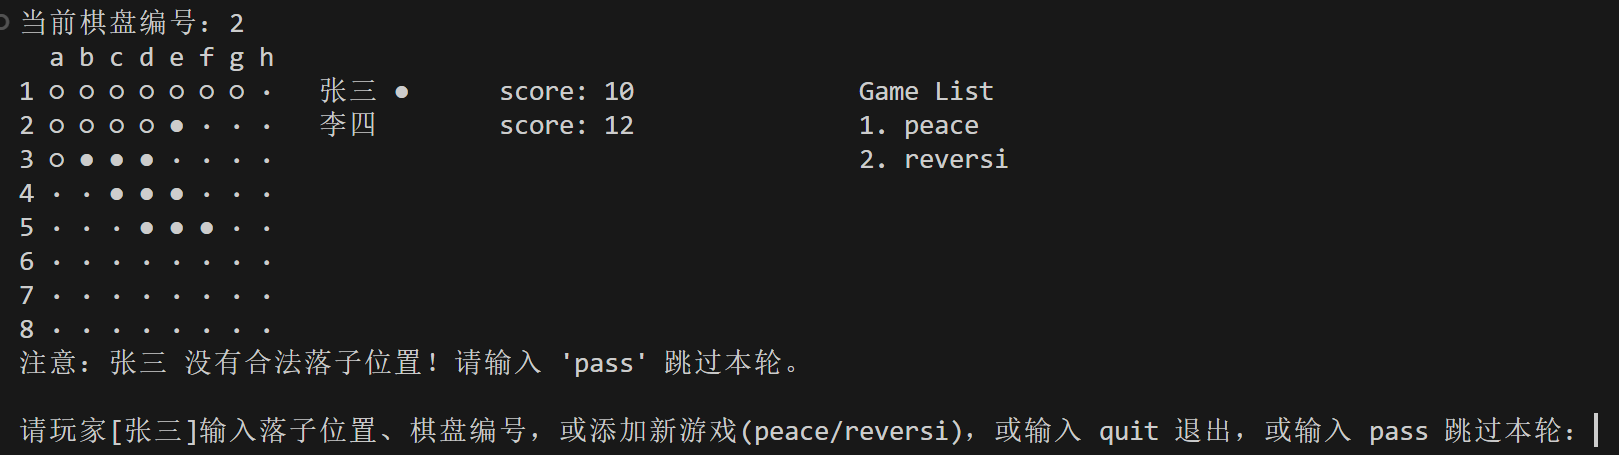 当前棋盘编号：2
  a b c d e f g h
1 ○ ○ ○ ○ ○ ○ ○ ·   张三 ●      score: 10               Game List
2 ○ ○ ○ ○ ● · · ·   李四        score: 12               1. peace
3 ○ ● ● ● · · · ·                                       2. reversi
4 · · ● ● ● · · ·
5 · · · ● ● ● · ·
6 · · · · · · · ·
7 · · · · · · · ·
8 · · · · · · · ·
注意：张三 没有合法落子位置！请输入 'pass' 跳过本轮。
请玩家[张三]输入落子位置、棋盘编号，或添加新游戏(peace/reversi)，或输入 quit 退出，或输入 pass 跳过本轮：